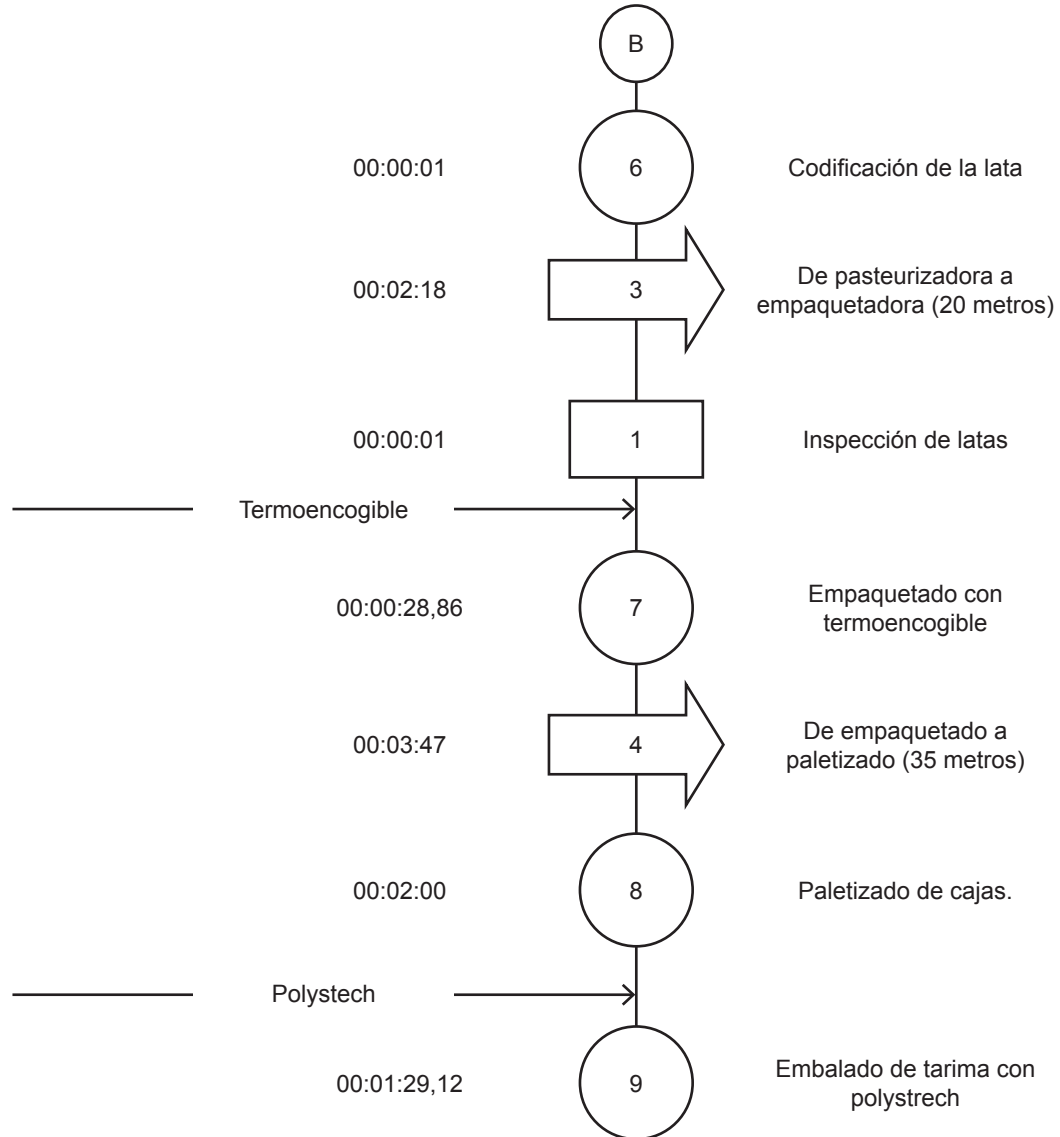 B
00:00:01
6
Codificación de la lata
00:02:18
3
De pasteurizadora a
empaquetadora (20 metros)
00:00:01
1
Inspección de latas
Termoencogible
00:00:28,86
7
Empaquetado con
termoencogible
00:03:47
4
De empaquetado a
paletizado (35 metros)
00:02:00
8
Paletizado de cajas.
Polystech
00:01:29,12
9
Embalado de tarima con
polystrech